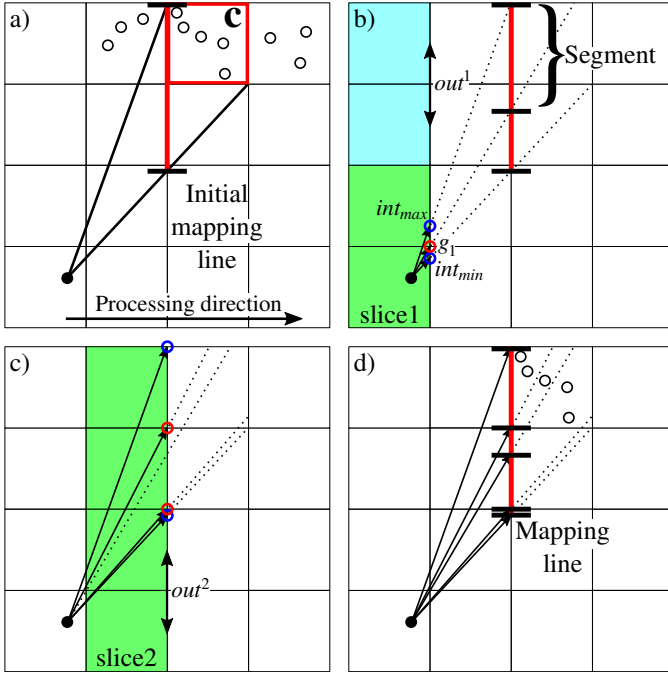 a)
c
Initial
mapping
line
Processing direction
b)
out1
Segment
intmax
g1
intmin
slice1
c)
out2
slice2
d)
Mapping
line